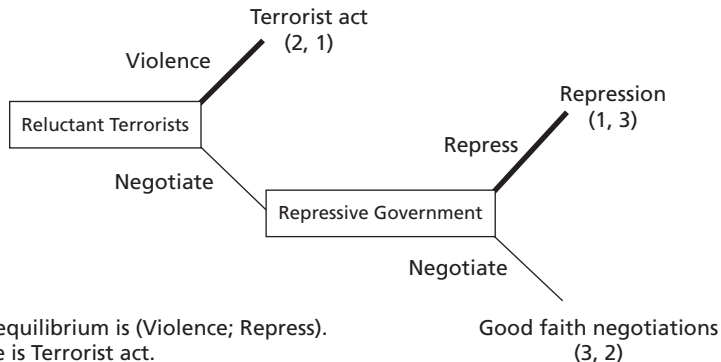 Terrorist act
(2, 1)
Violence
Repression
(1, 3)
Reluctant Terrorists
Repress
Negotiate
Repressive Government
Negotiate
equilibrium is (Violence; Repress).
Good faith negotiations
is Terrorist act.
(3, 2)